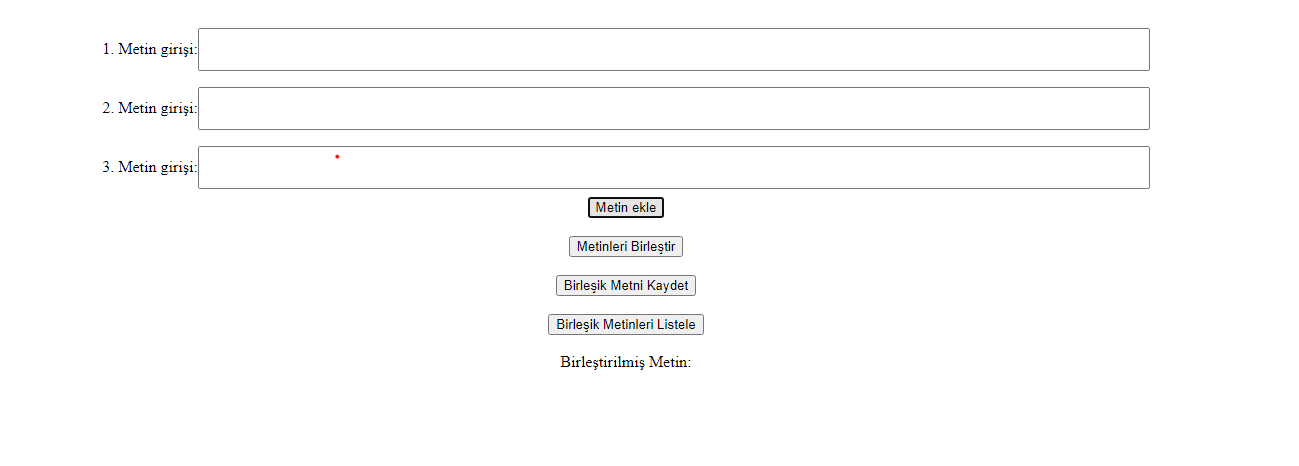 1. Metin girişi:
2. Metin girişi:
3. Metin girişi:
Metin ekle
Metinleri Birleştir
Birleşik Metni Kaydet
Birleşik Metinleri Listele
Birleştirilmiş Metin: